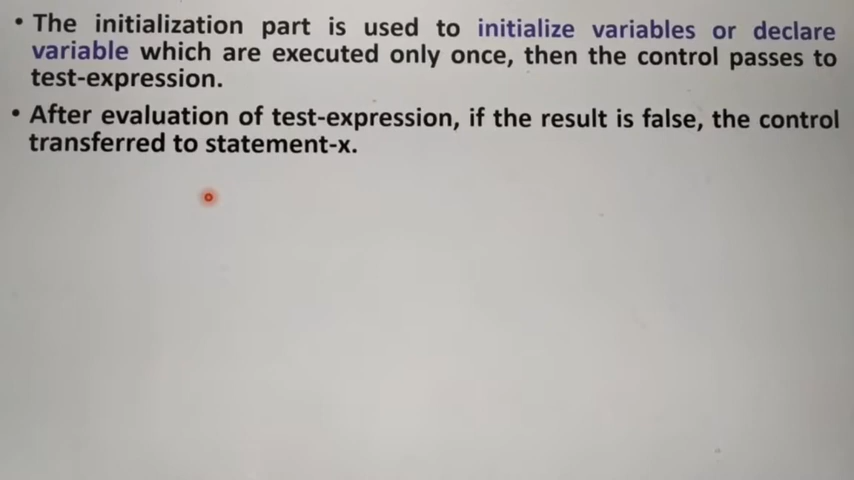 • The initialization part is used to initialize variables or declare
variable which are executed only once, then the control passes to
test-expression.
• After evaluation of test-expression, if the result is false, the control
transferred to statement-x.